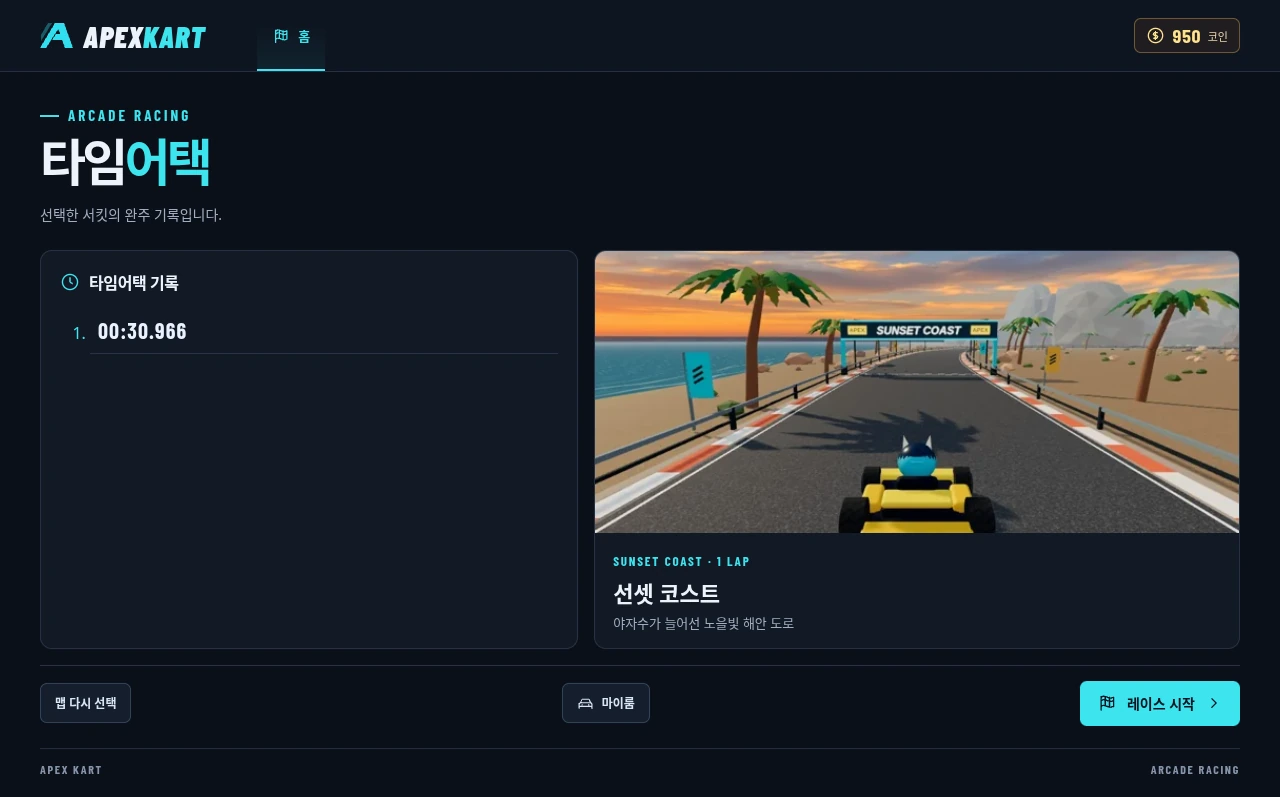 APEXKART
홈
950 코인
ARCADE RACING
타임어택
선택한 서킷의 완주 기록입니다.
타임어택 기록
1. 00:30.966
APEX SUNSET COAST APEX
SUNSET COAST · 1 LAP
선셋 코스트
야자수가 늘어선 노을빛 해안 도로
맵 다시 선택
마이룸
레이스 시작
APEX KART
ARCADE RACING